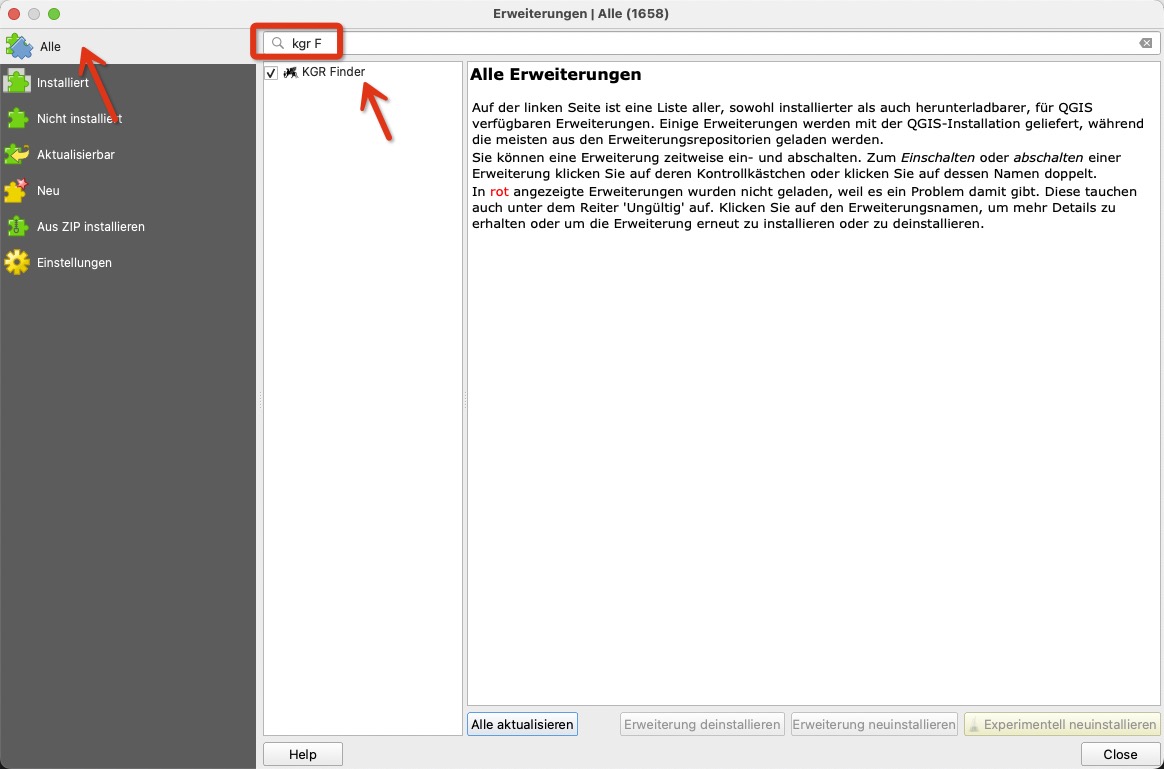 Erweiterungen | Alle (1658)
Alle
Installiert
Nicht installiert
Aktualisierbar
Neu
Aus ZIP installieren
Einstellungen
kgr F
KGR Finder
Alle Erweiterungen
Auf der linken Seite ist eine Liste aller, sowohl installierter als auch herunterladbarer, für QGIS
verfügbaren Erweiterungen. Einige Erweiterungen werden mit der QGIS-Installation geliefert, während
die meisten aus den Erweiterungsrepositorien geladen werden.
Sie können eine Erweiterung zeitweise ein- und abschalten. Zum Einschalten oder abschalten einer
Erweiterung klicken Sie auf deren Kontrollkästchen oder klicken Sie auf dessen Namen doppelt.
In rot angezeigte Erweiterungen wurden nicht geladen, weil es ein Problem damit gibt. Diese tauchen
auch unter dem Reiter 'Ungültig' auf. Klicken Sie auf den Erweiterungsnamen, um mehr Details zu
erhalten oder um die Erweiterung erneut zu installieren oder zu deinstallieren.
Alle aktualisieren
Erweiterung deinstallieren
Erweiterung neuinstallieren
Experimentell neuinstallieren
Help
Close